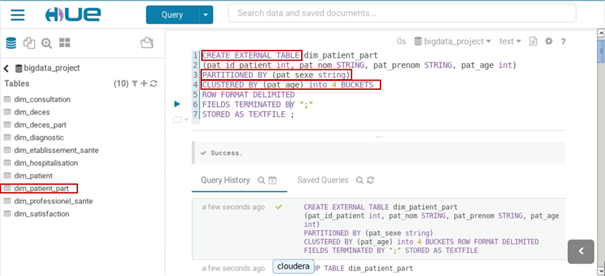 HUE
Query
Search data and saved documents...
bigdata_project
Tables
(10)
dim_consultation
dim_deces
dim_deces_part
dim_diagnostic
dim_etablissement_sante
dim_hospitalisation
dim_patient
dim_patient_part
dim_professionel_sante
dim_satisfaction
0s bigdata_project text
1 CREATE EXTERNAL TABLE dim_patient_part
2 (pat_id_patient int, pat_nom STRING, pat_prenom STRING, pat_age int)
3 PARTITIONED BY (pat_sexe string)
4 CLUSTERED BY (pat_age) into 4 BUCKETS
5 ROW FORMAT DELIMITED
6 FIELDS TERMINATED BY ";"
7 STORED AS TEXTFILE ;
Success.
Query History
Saved Queries
a few seconds ago
CREATE EXTERNAL TABLE dim_patient_part
(pat_id_patient int, pat_nom STRING, pat_prenom STRING, pat_age
int)
PARTITIONED BY (pat_sexe string)
CLUSTERED BY (pat_age) into 4 BUCKETS ROW FORMAT DELIMITED
FIELDS TERMINATED BY ";" STORED AS TEXTFILE
a few seconds ago
OP TABLE dim_patient_part
cloudera